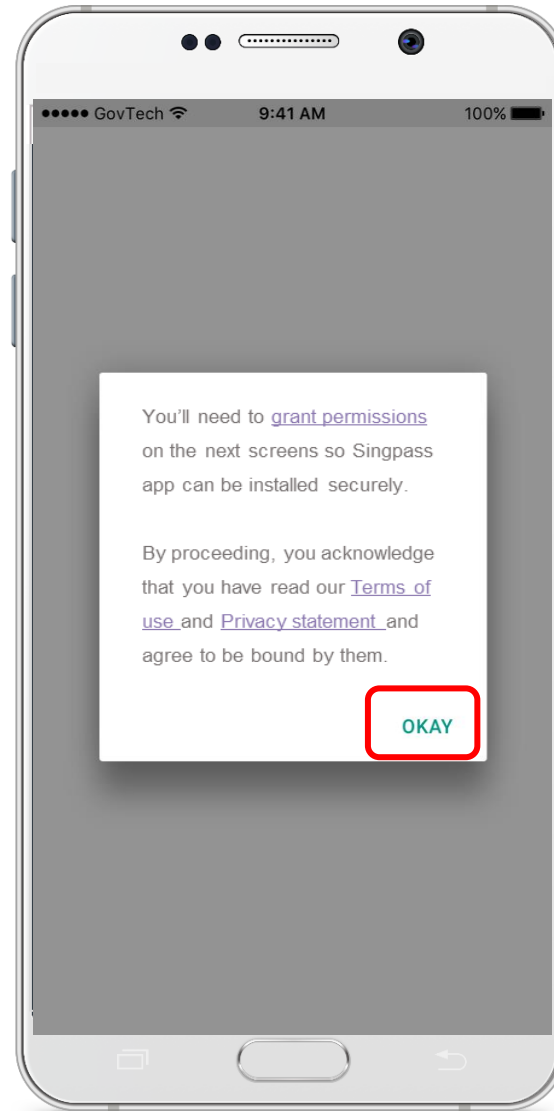 GovTech 9:41 AM 100%
You'll need to grant permissions
on the next screens so Singpass
app can be installed securely.
By proceeding, you acknowledge
that you have read our Terms of
use and Privacy statement and
agree to be bound by them.
OKAY